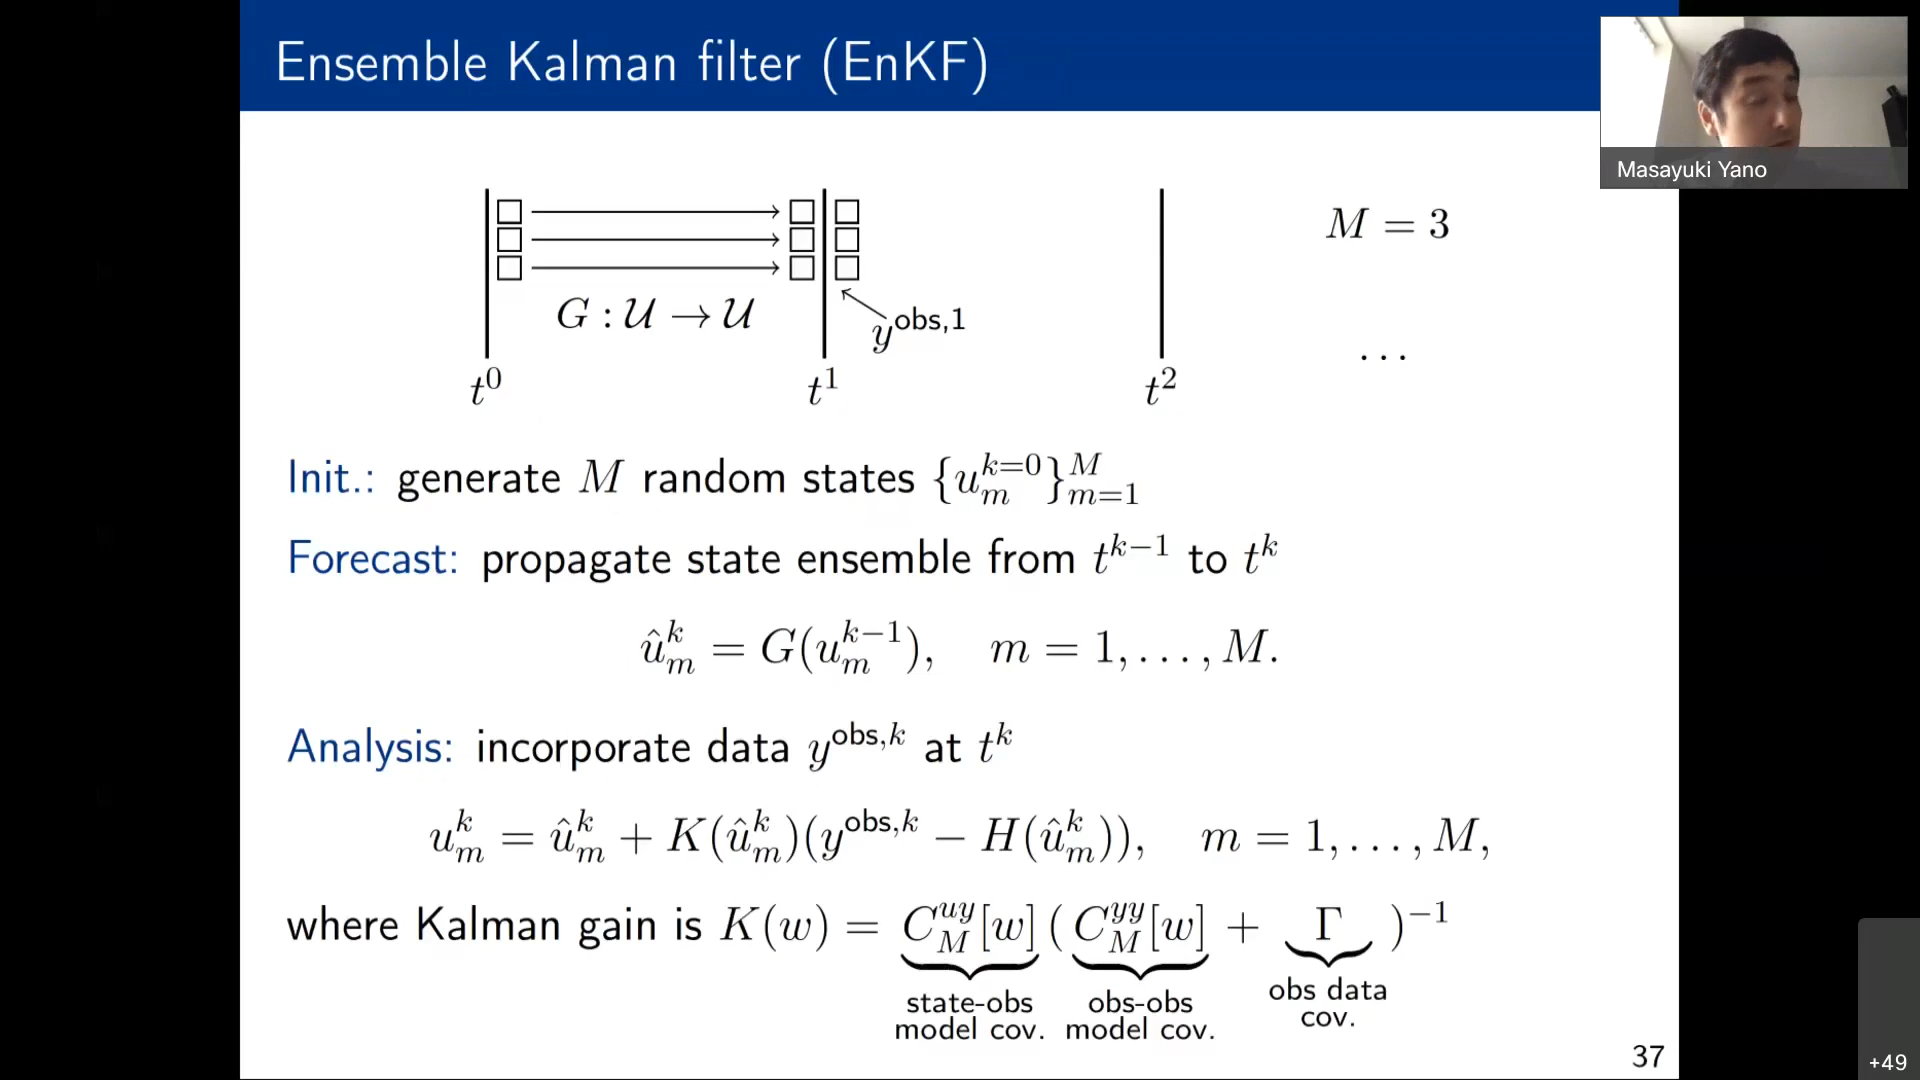 Ensemble Kalman filter (EnKF)
Masayuki Yano
M = 3
G : 𝒰 → 𝒰
y^{obs,1}
...
t^0 t^1 t^2
Init.: generate M random states {u_m^{k=0}}_{m=1}^M
Forecast: propagate state ensemble from t^{k−1} to t^k
û_m^k = G(u_m^{k−1}), m = 1, . . . , M.
Analysis: incorporate data y^{obs,k} at t^k
u_m^k = û_m^k + K(û_m^k)(y^{obs,k} − H(û_m^k)), m = 1, . . . , M,
where Kalman gain is K(w) = C_M^{uy}[w] ( C_M^{yy}[w] + Γ )^{−1}
state-obs model cov.
obs-obs model cov.
obs data cov.
37
+49